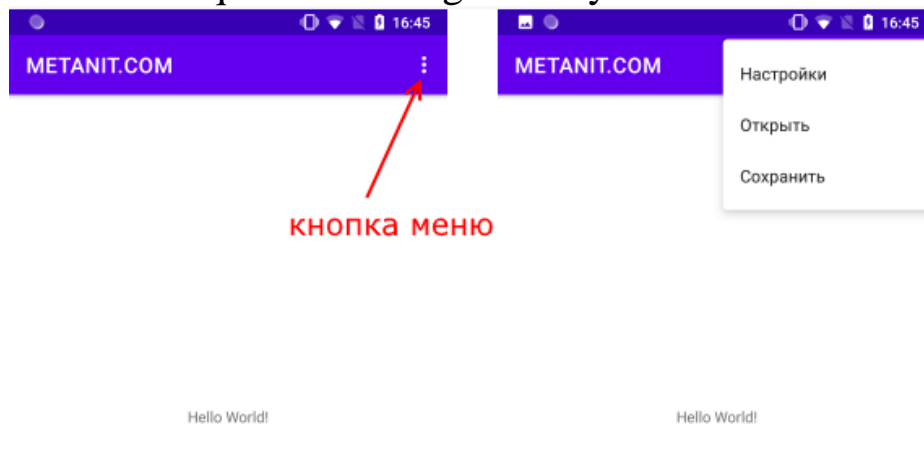 16:45
METANIT.COM
кнопка меню
Hello World!
16:45
METANIT.COM
Настройки
Открыть
Сохранить
Hello World!